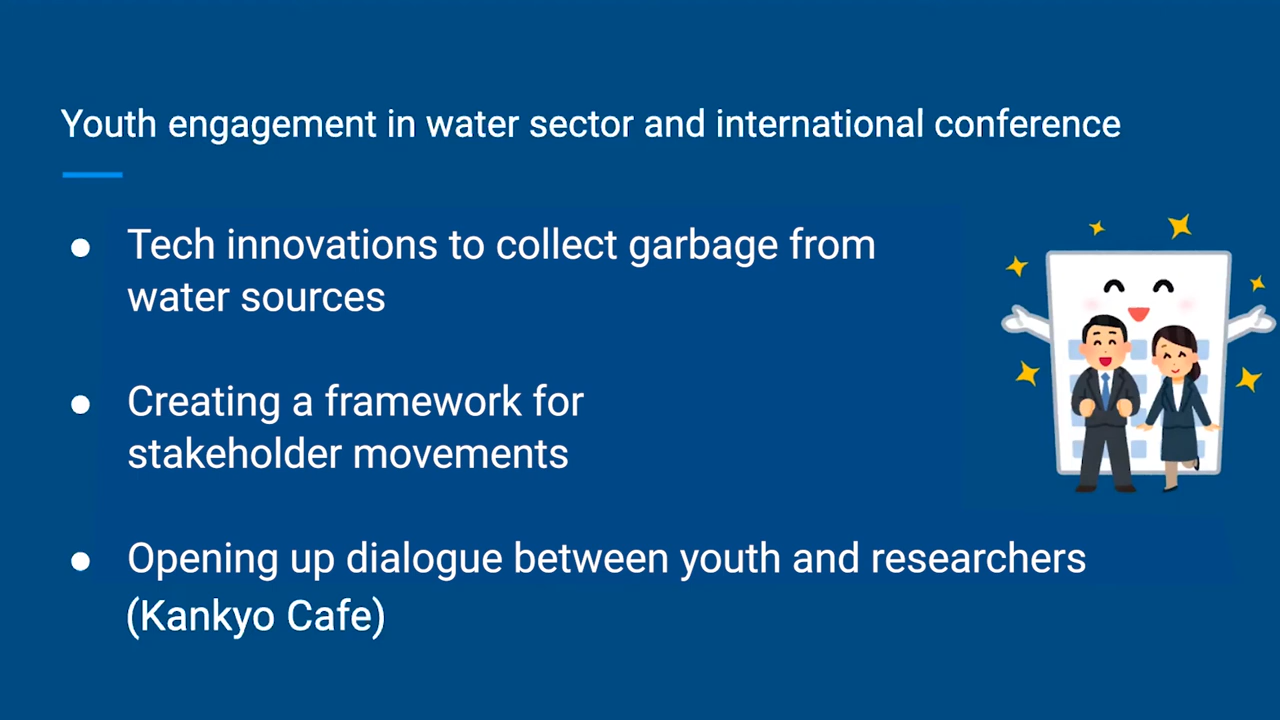 Youth engagement in water sector and international conference
● Tech innovations to collect garbage from
water sources
● Creating a framework for
stakeholder movements
● Opening up dialogue between youth and researchers
(Kankyo Cafe)